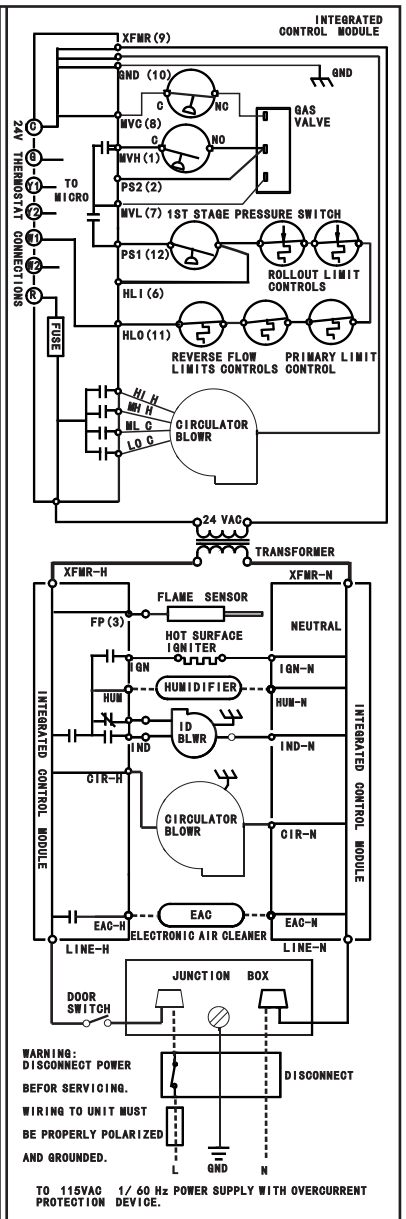 INTEGRATED
CONTROL MODULE
XFMR (9)
GND (10)
GND
C
NC
MVC (8)
GAS
VALVE
C
NO
MVH (1)
PS2 (2)
MVL (7)
1ST STAGE PRESSURE SWITCH
PS1 (12)
ROLLOUT LIMIT
CONTROLS
HLI (6)
HLO (11)
REVERSE FLOW
LIMITS CONTROLS
PRIMARY LIMIT
CONTROL
24V THERMOSTAT CONNECTIONS
C
G
Y1
Y2
W1
W2
R
TO
MICRO
FUSE
HI H
MH H
ML C
LO C
CIRCULATOR
BLOWR
24 VAC
TRANSFORMER
XFMR-H
XFMR-N
FLAME SENSOR
FP (3)
NEUTRAL
HOT SURFACE
IGNITER
IGN
IGN-N
HUM
HUMIDIFIER
HUM-N
ID
BLWR
IND
IND-N
INTEGRATED CONTROL MODULE
INTEGRATED CONTROL MODULE
CIR-H
CIRCULATOR
BLOWR
CIR-N
EAC
EAC-H
EAC-N
ELECTRONIC AIR CLEANER
LINE-H
LINE-N
JUNCTION BOX
DOOR
SWITCH
WARNING:
DISCONNECT POWER
BEFOR SERVICING.
WIRING TO UNIT MUST
BE PROPERLY POLARIZED
AND GROUNDED.
DISCONNECT
L
GND
N
TO 115VAC 1/ 60 Hz POWER SUPPLY WITH OVERCURRENT
PROTECTION DEVICE.